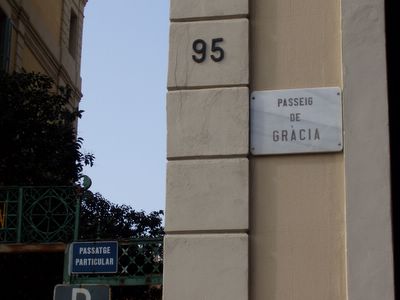 95
PASSEIG
DE
GRÀCIA
PASSATGE
PARTICULAR
P